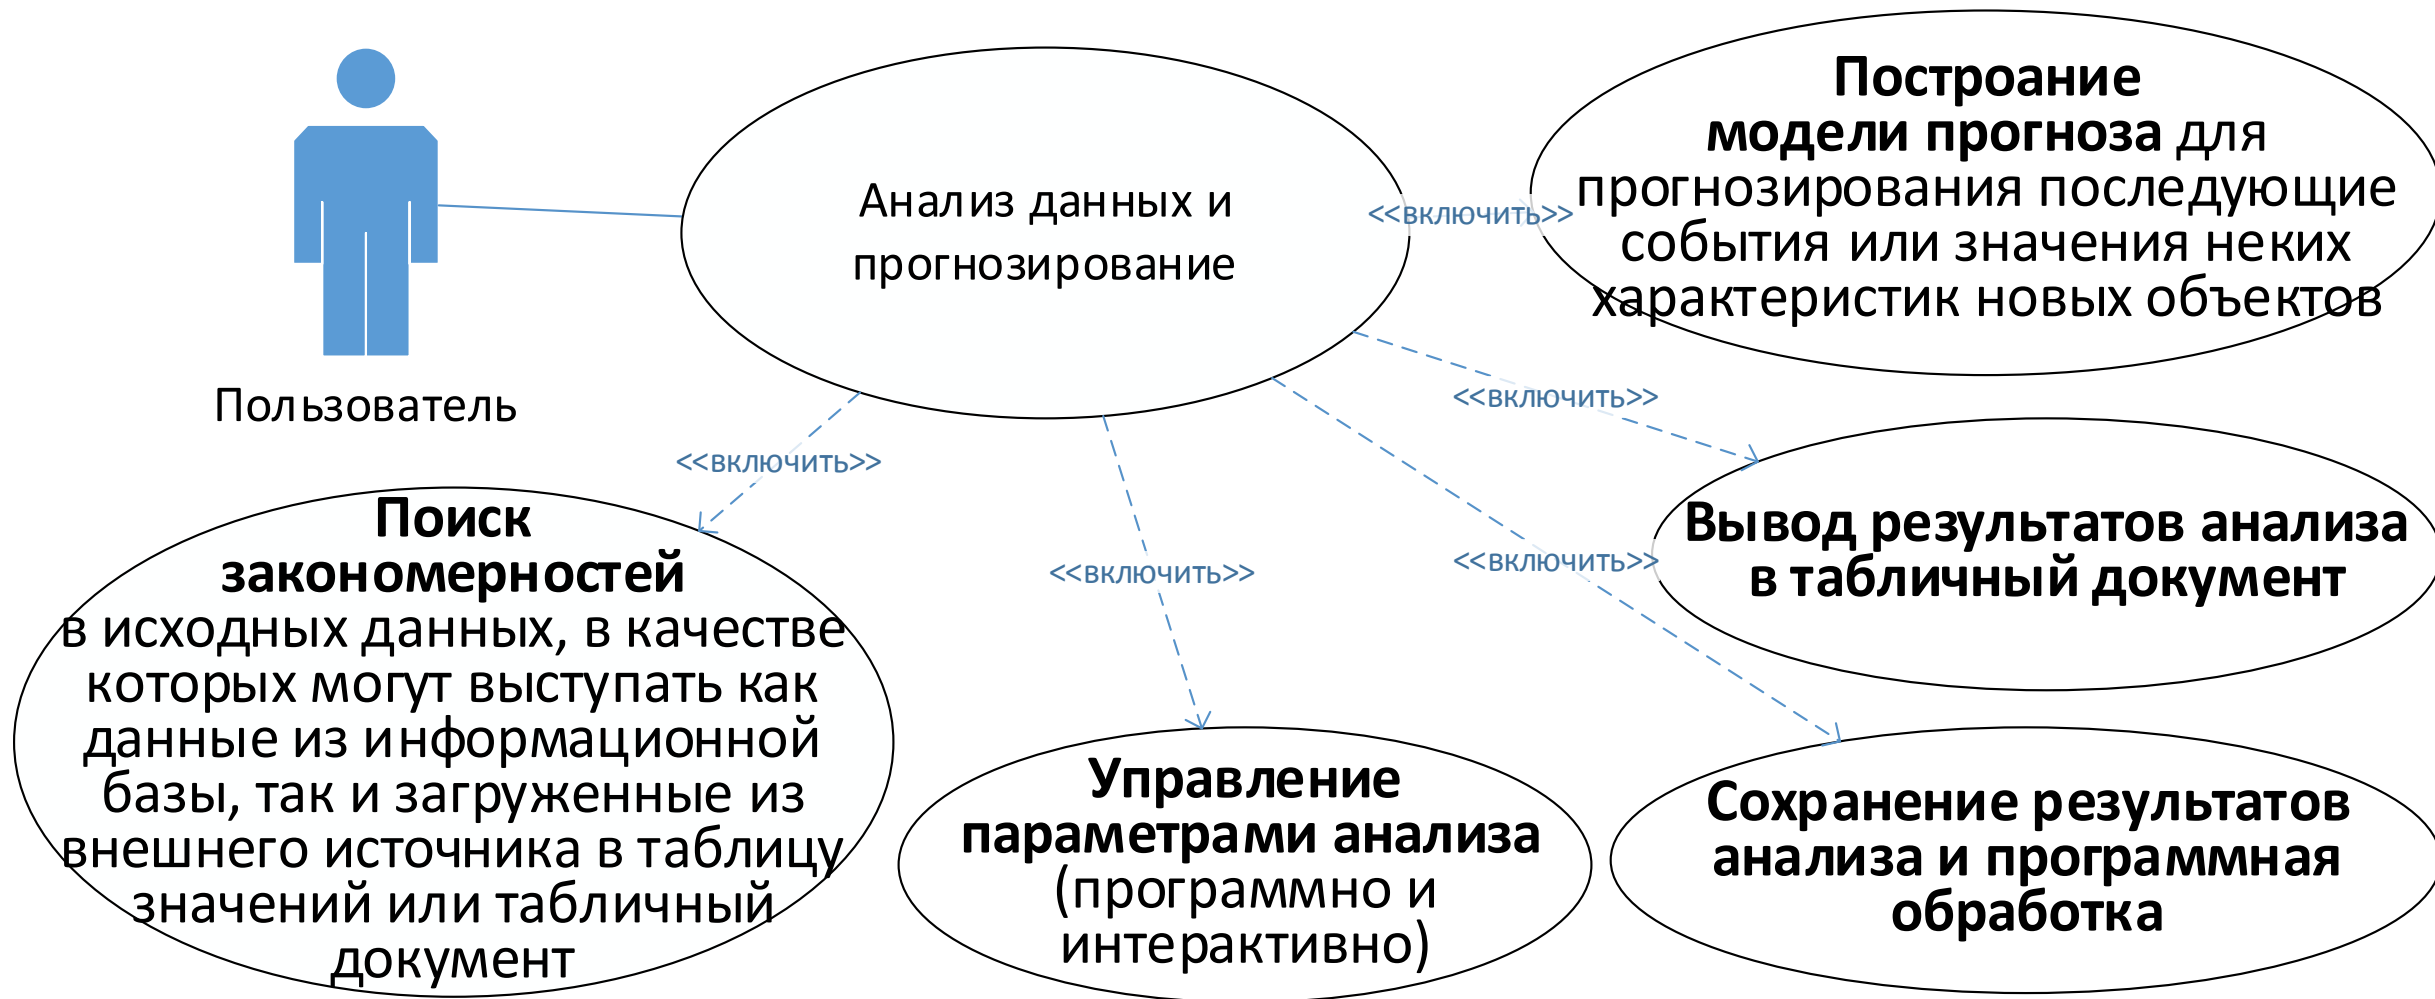 Пользователь
Анализ данных и
прогнозирование
<<включить>>
Построание
модели прогноза для
прогнозирования последующие
события или значения неких
характеристик новых объектов
<<включить>>
Вывод результатов анализа
в табличный документ
<<включить>>
Поиск
закономерностей
в исходных данных, в качестве
которых могут выступать как
данные из информационной
базы, так и загруженные из
внешнего источника в таблицу
значений или табличный
документ
<<включить>>
Управление
параметрами анализа
(программно и
интерактивно)
<<включить>>
Сохранение результатов
анализа и программная
обработка